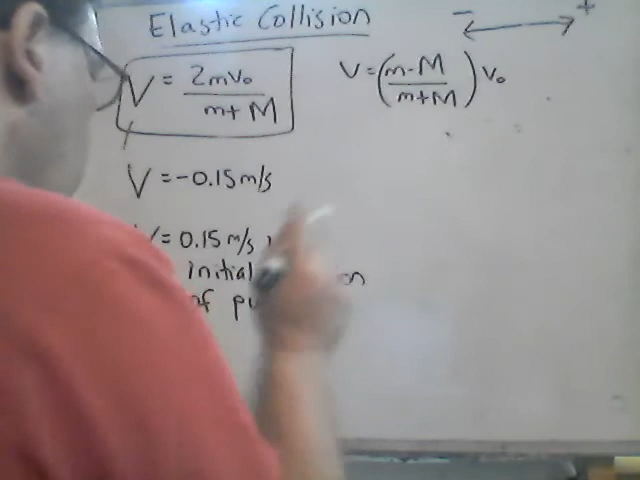 Elastic Collision
- +
V = 2mv₀ / m+M
v = (m-M / m+M) v₀
V = -0.15 m/s
V = 0.15 m/s
initial
of